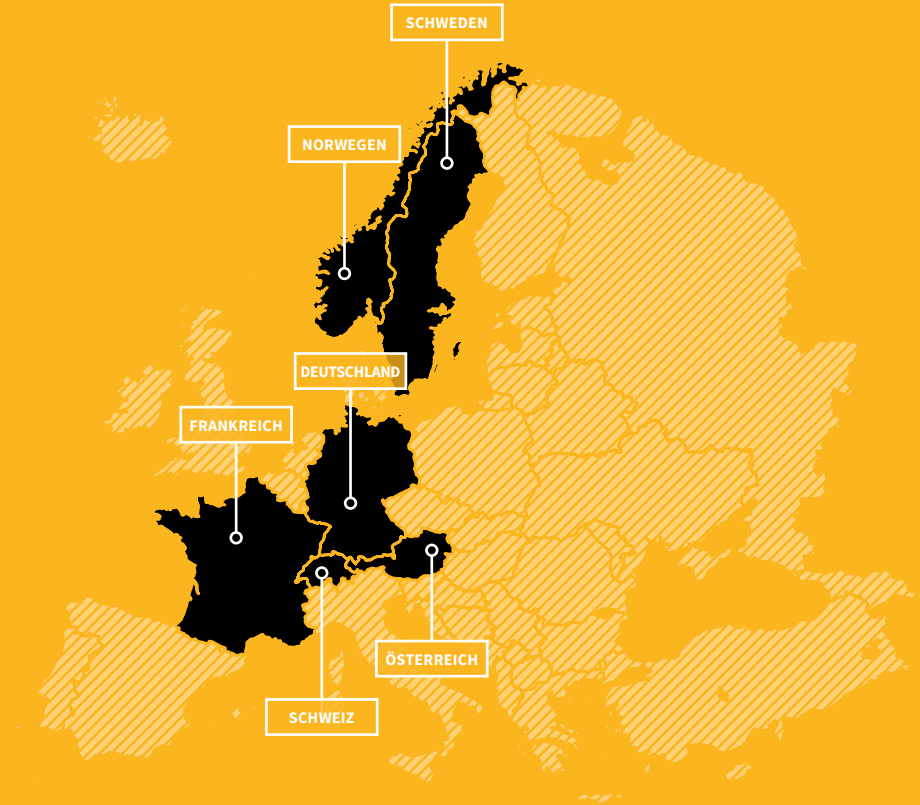 SCHWEDEN
NORWEGEN
DEUTSCHLAND
FRANKREICH
ÖSTERREICH
SCHWEIZ